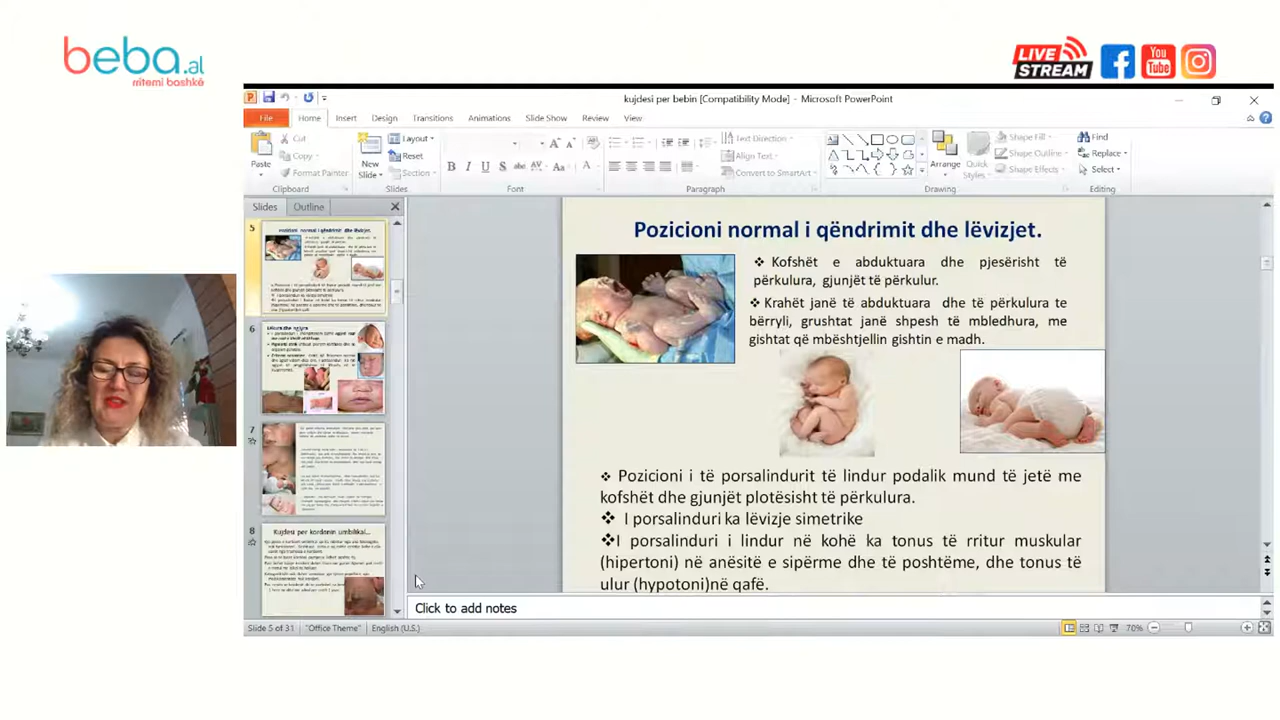 beba.al
rritemi bashkë
LIVE
STREAM
You
Tube
kujdesi per bebin [Compatibility Mode] - Microsoft PowerPoint
File Home Insert Design Transitions Animations Slide Show Review View
Cut
Copy
Format Painter
Paste
Clipboard
New
Slide
Layout
Reset
Section
Slides
Font
Text Direction
Align Text
Convert to SmartArt
Paragraph
Arrange
Quick
Styles
Shape Fill
Shape Outline
Shape Effects
Drawing
Find
Replace
Select
Editing
Slides Outline
5
6
7
8
Kujdesi per kordonin umbilikal...
Pozicioni normal i qëndrimit dhe lëvizjet.
❖ Kofshët e abduktuara dhe pjesërisht të
përkulura, gjunjët të përkulur.
❖ Krahët janë të abduktuara dhe të përkulura te
bërryli, grushtat janë shpesh të mbledhura, me
gishtat që mbështjellin gishtin e madh.
❖ Pozicioni i të porsalindurit të lindur podalik mund të jetë me
kofshët dhe gjunjët plotësisht të përkulura.
❖ I porsalinduri ka lëvizje simetrike
❖I porsalinduri i lindur në kohë ka tonus të rritur muskular
(hipertoni) në anësitë e sipërme dhe të poshtëme, dhe tonus të
ulur (hypotoni)në qafë.
Click to add notes
Slide 5 of 31 "Office Theme" English (U.S.) 70%